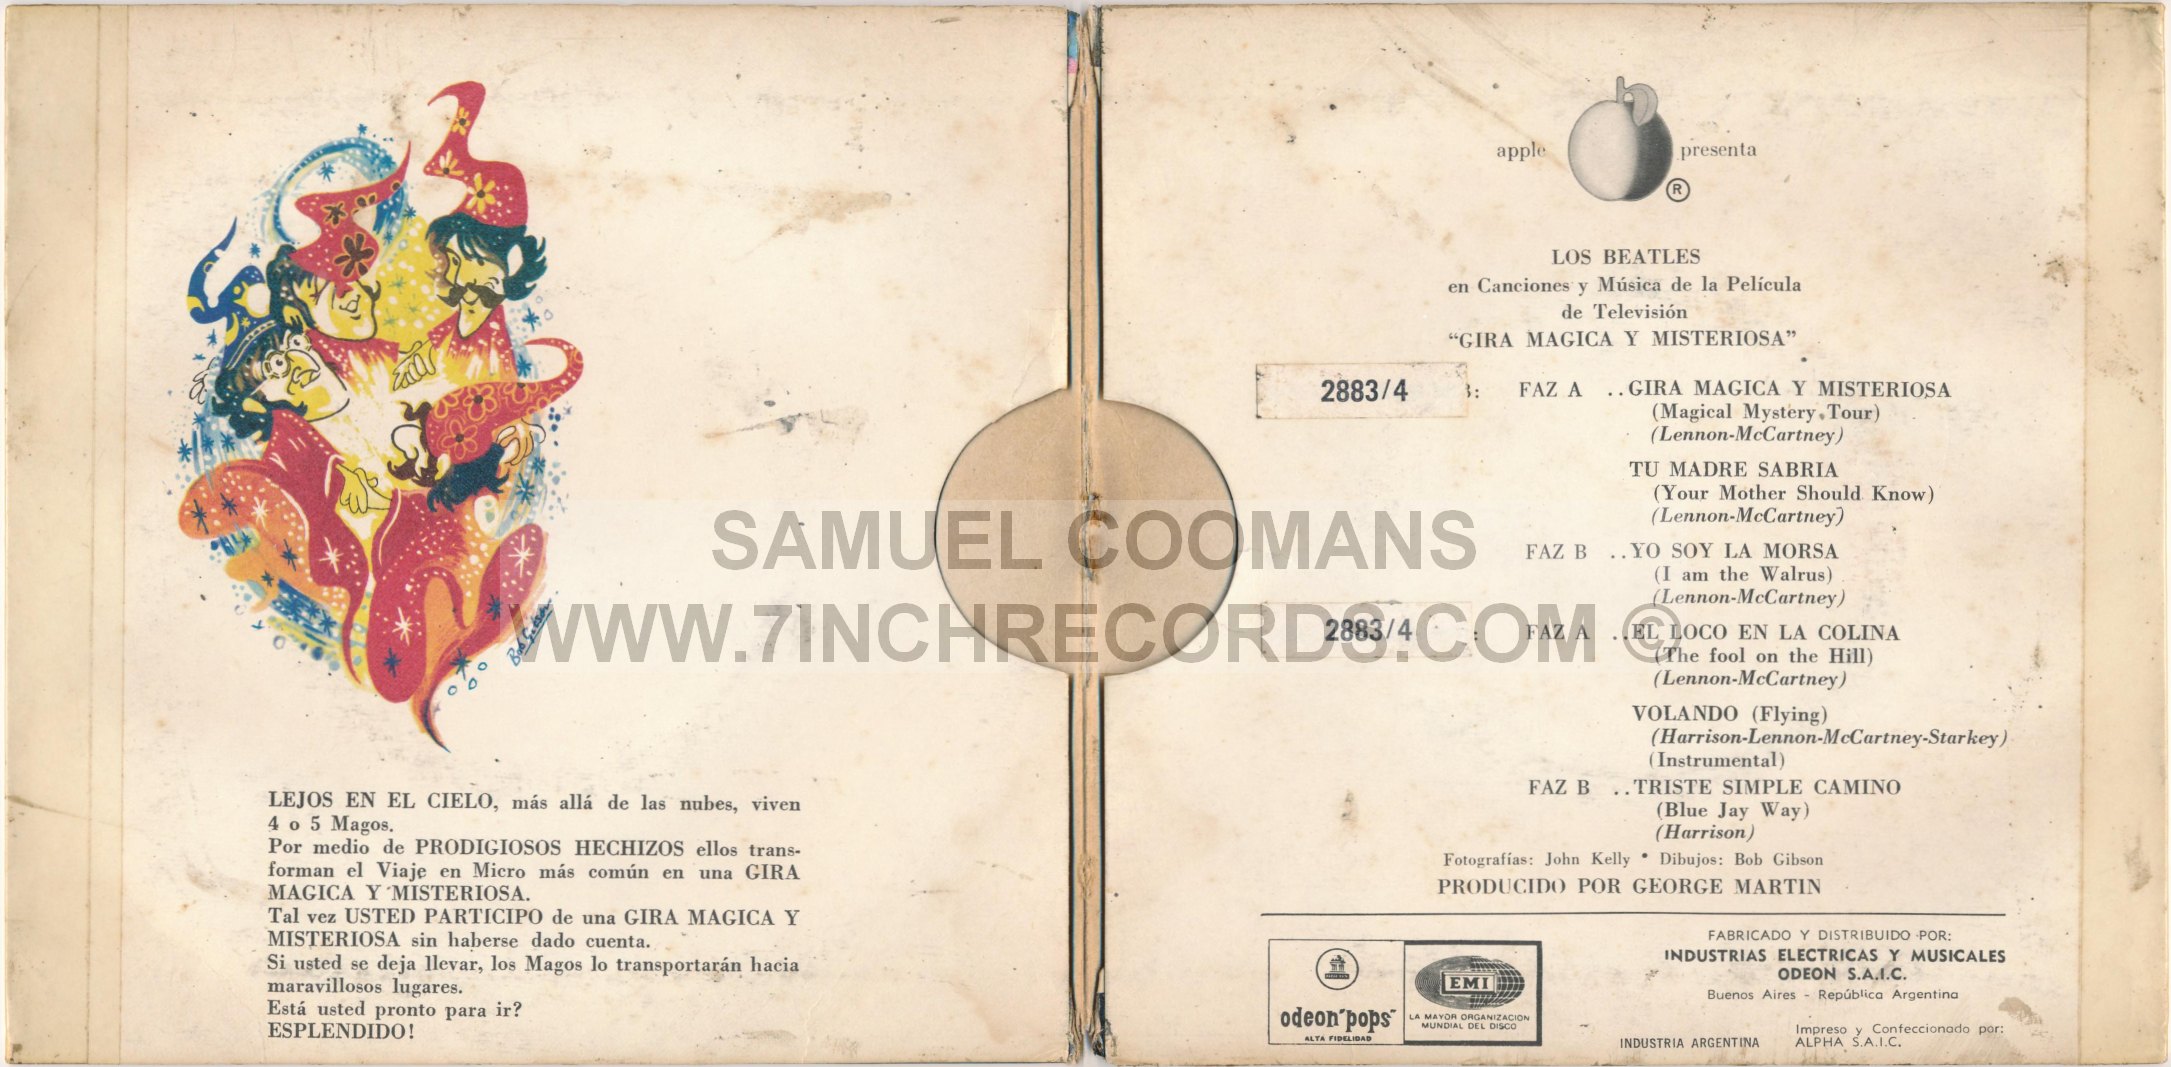 Bob Gibson
LEJOS EN EL CIELO, más allá de las nubes, viven
4 o 5 Magos.
Por medio de PRODIGIOSOS HECHIZOS ellos trans-
forman el Viaje en Micro más común en una GIRA
MAGICA Y MISTERIOSA.
Tal vez USTED PARTICIPO de una GIRA MAGICA Y
MISTERIOSA sin haberse dado cuenta.
Si usted se deja llevar, los Magos lo transportarán hacia
maravillosos lugares.
Está usted pronto para ir?
ESPLENDIDO!
SAMUEL COOMANS
WWW.7INCHRECORDS.COM ©
apple presenta
®
LOS BEATLES
en Canciones y Música de la Película
de Televisión
"GIRA MAGICA Y MISTERIOSA"
2883/4 : FAZ A ..GIRA MAGICA Y MISTERIOSA
(Magical Mystery Tour)
(Lennon-McCartney)
TU MADRE SABRIA
(Your Mother Should Know)
(Lennon-McCartney)
FAZ B ..YO SOY LA MORSA
(I am the Walrus)
(Lennon-McCartney)
2883/4 : FAZ A ..EL LOCO EN LA COLINA
(The fool on the Hill)
(Lennon-McCartney)
VOLANDO (Flying)
(Harrison-Lennon-McCartney-Starkey)
(Instrumental)
FAZ B ..TRISTE SIMPLE CAMINO
(Blue Jay Way)
(Harrison)
Fotografías: John Kelly • Dibujos: Bob Gibson
PRODUCIDO POR GEORGE MARTIN
odeon "pops"
ALTA FIDELIDAD
EMI
LA MAYOR ORGANIZACION
MUNDIAL DEL DISCO
FABRICADO Y DISTRIBUIDO POR:
INDUSTRIAS ELECTRICAS Y MUSICALES
ODEON S.A.I.C.
Buenos Aires - República Argentina
INDUSTRIA ARGENTINA
Impreso y Confeccionado por:
ALPHA S.A.I.C.